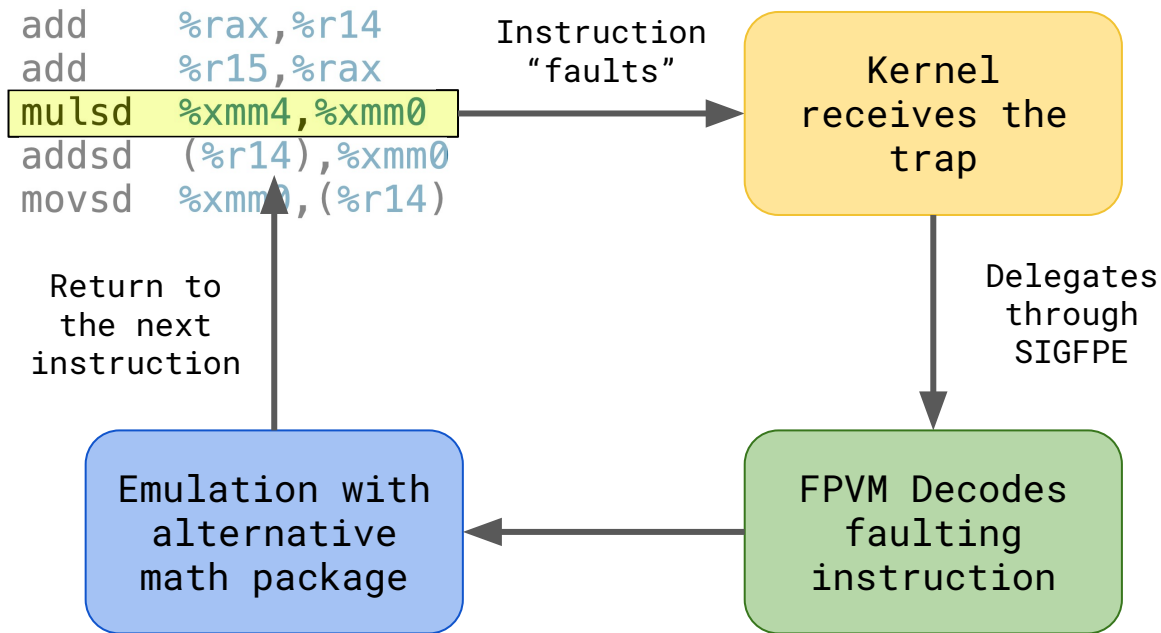 add %rax,%r14
add %r15,%rax
mulsd %xmm4,%xmm0
addsd (%r14),%xmm0
movsd %xmm0,(%r14)
Instruction
“faults”
Kernel
receives the
trap
Delegates
through
SIGFPE
FPVM Decodes
faulting
instruction
Emulation with
alternative
math package
Return to
the next
instruction